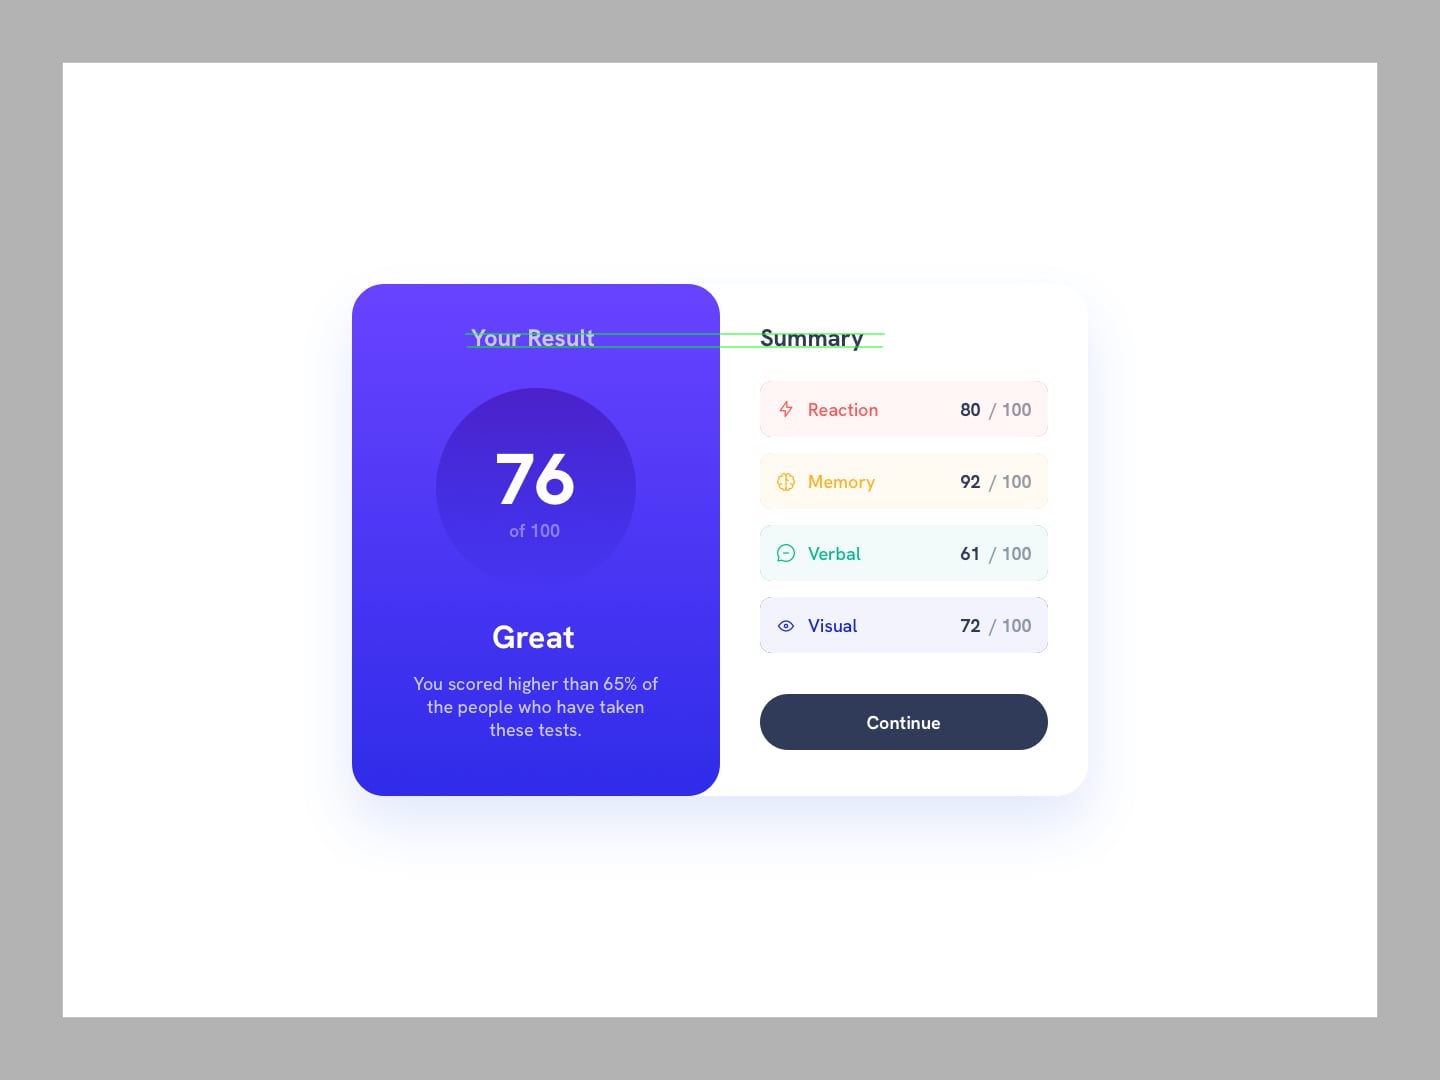 Your Result
76
of 100
Great
You scored higher than 65% of
the people who have taken
these tests.
Summary
Reaction 80 / 100
Memory 92 / 100
Verbal 61 / 100
Visual 72 / 100
Continue